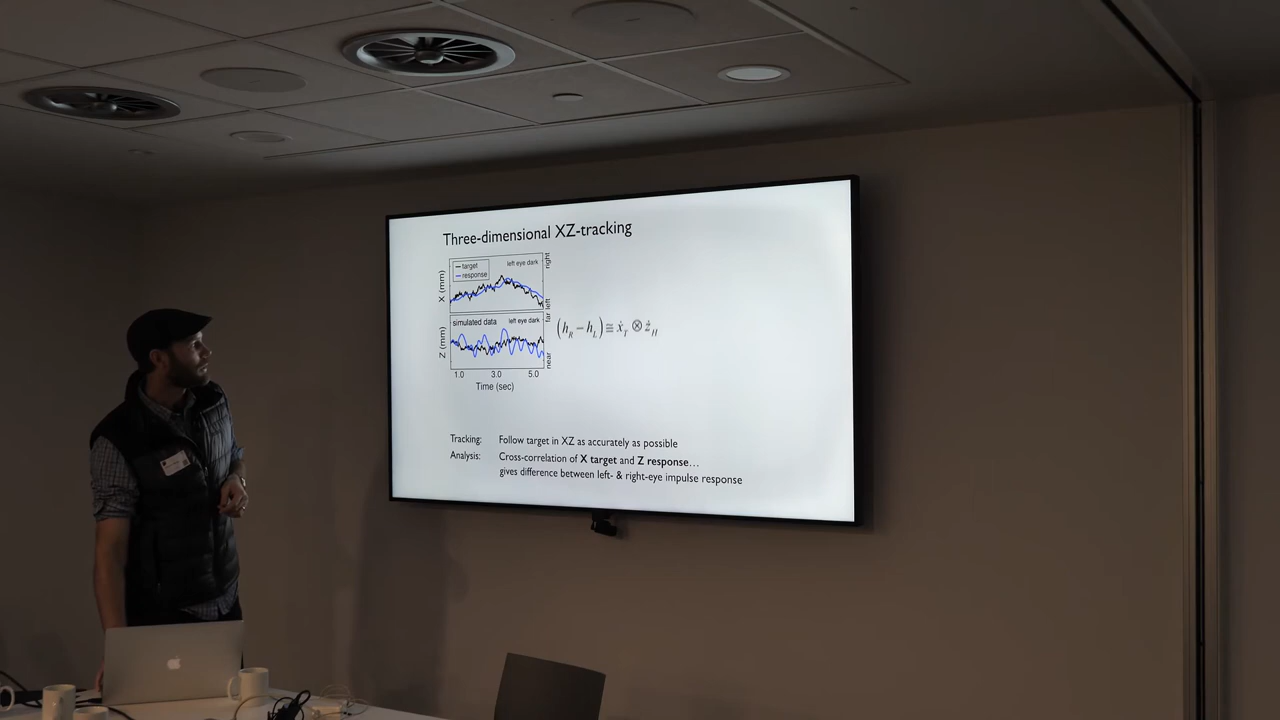 Three-dimensional XZ-tracking
target
response
left eye dark
X (mm)
right
left
simulated data
left eye dark
Z (mm)
far
near
1.0 3.0 5.0
Time (sec)
(h_R − h_L) ≅ ẋ_T ⊗ ż_H
Tracking: Follow target in XZ as accurately as possible
Analysis: Cross-correlation of X target and Z response…
gives difference between left- & right-eye impulse response